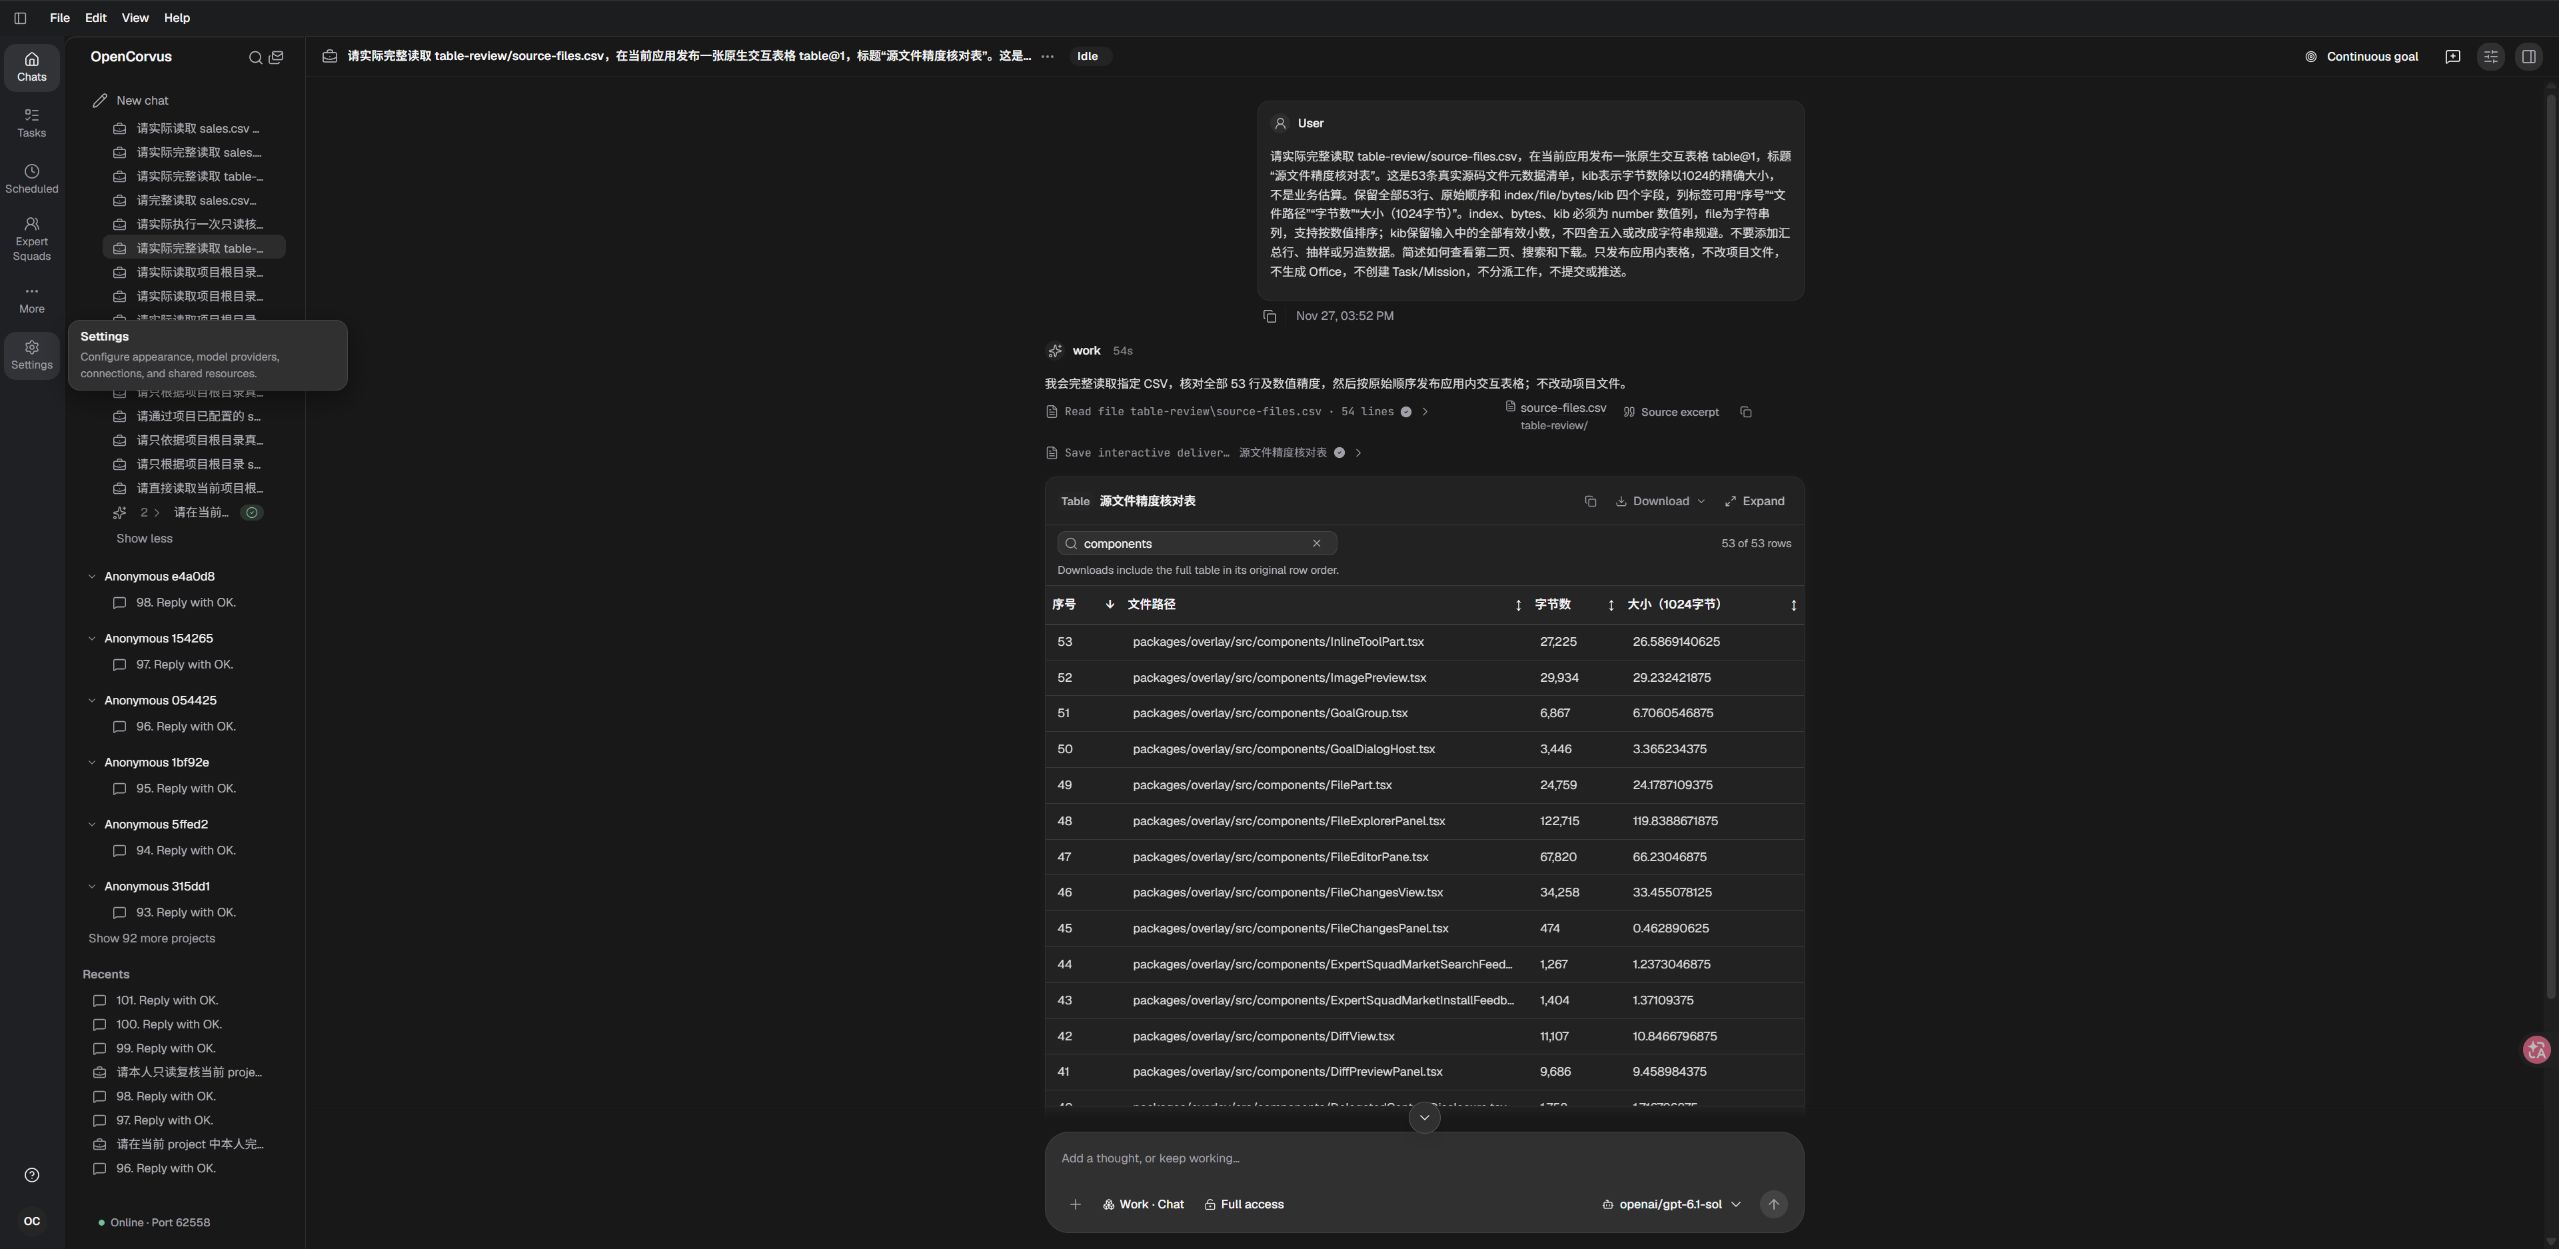 File Edit View Help
Chats
Tasks
Scheduled
Expert
Squads
More
Settings
OC
OpenCorvus
New chat
请实际读取 sales.csv ...
请实际完整读取 sales....
请实际完整读取 table-...
请完整读取 sales.csv...
请实际执行一次只读核...
请实际完整读取 table-...
请实际读取项目根目录...
请实际读取项目根目录...
Settings
Configure appearance, model providers,
connections, and shared resources.
请通过项目已配置的 s...
请只依据项目根目录真...
请只根据项目根目录 s...
请直接读取当前项目根...
2 请在当前...
Show less
Anonymous e4a0d8
98. Reply with OK.
Anonymous 154265
97. Reply with OK.
Anonymous 054425
96. Reply with OK.
Anonymous 1bf92e
95. Reply with OK.
Anonymous 5ffed2
94. Reply with OK.
Anonymous 315dd1
93. Reply with OK.
Show 92 more projects
Recents
101. Reply with OK.
100. Reply with OK.
99. Reply with OK.
请本人只读复核当前 proje...
98. Reply with OK.
97. Reply with OK.
请在当前 project 中本人完...
96. Reply with OK.
Online · Port 62558
请实际完整读取 table-review/source-files.csv，在当前应用发布一张原生交互表格 table@1，标题“源文件精度核对表”。这是... Idle
Continuous goal
User
请实际完整读取 table-review/source-files.csv，在当前应用发布一张原生交互表格 table@1，标题
“源文件精度核对表”。这是53条真实源码文件元数据清单，kib表示字节数除以1024的精确大小，
不是业务估算。保留全部53行、原始顺序和 index/file/bytes/kib 四个字段，列标签可用“序号”“文
件路径”“字节数”“大小（1024字节）”。index、bytes、kib 必须为 number 数值列，file为字符串
列，支持按数值排序；kib保留输入中的全部有效小数，不四舍五入或改成字符串规避。不要添加汇
总行、抽样或另造数据。简述如何查看第二页、搜索和下载。只发布应用内表格，不改项目文件，
不生成 Office，不创建 Task/Mission，不分派工作，不提交或推送。
Nov 27, 03:52 PM
work 54s
我会完整读取指定 CSV，核对全部 53 行及数值精度，然后按原始顺序发布应用内交互表格；不改动项目文件。
Read file table-review\source-files.csv · 54 lines
source-files.csv
table-review/
Source excerpt
Save interactive deliver... 源文件精度核对表
Table 源文件精度核对表 Download Expand
components 53 of 53 rows
Downloads include the full table in its original row order.
序号 文件路径 字节数 大小（1024字节）
53 packages/overlay/src/components/InlineToolPart.tsx 27,225 26.5869140625
52 packages/overlay/src/components/ImagePreview.tsx 29,934 29.232421875
51 packages/overlay/src/components/GoalGroup.tsx 6,867 6.7060546875
50 packages/overlay/src/components/GoalDialogHost.tsx 3,446 3.365234375
49 packages/overlay/src/components/FilePart.tsx 24,759 24.1787109375
48 packages/overlay/src/components/FileExplorerPanel.tsx 122,715 119.8388671875
47 packages/overlay/src/components/FileEditorPane.tsx 67,820 66.23046875
46 packages/overlay/src/components/FileChangesView.tsx 34,258 33.455078125
45 packages/overlay/src/components/FileChangesPanel.tsx 474 0.462890625
44 packages/overlay/src/components/ExpertSquadMarketSearchFeed... 1,267 1.2373046875
43 packages/overlay/src/components/ExpertSquadMarketInstallFeedb... 1,404 1.37109375
42 packages/overlay/src/components/DiffView.tsx 11,107 10.8466796875
41 packages/overlay/src/components/DiffPreviewPanel.tsx 9,686 9.458984375
Add a thought, or keep working...
Work · Chat Full access openai/gpt-6.1-sol